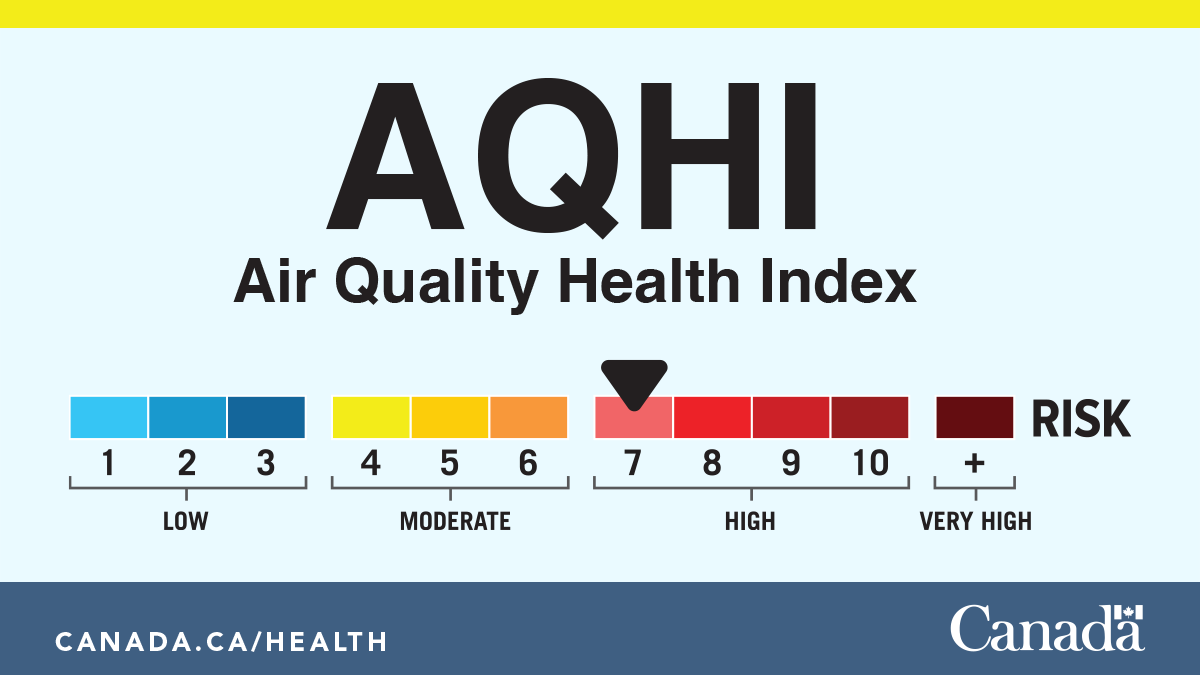 AQHI
Air Quality Health Index
RISK
1 2 3 4 5 6 7 8 9 10 +
LOW MODERATE HIGH VERY HIGH
CANADA.CA/HEALTH
Canada